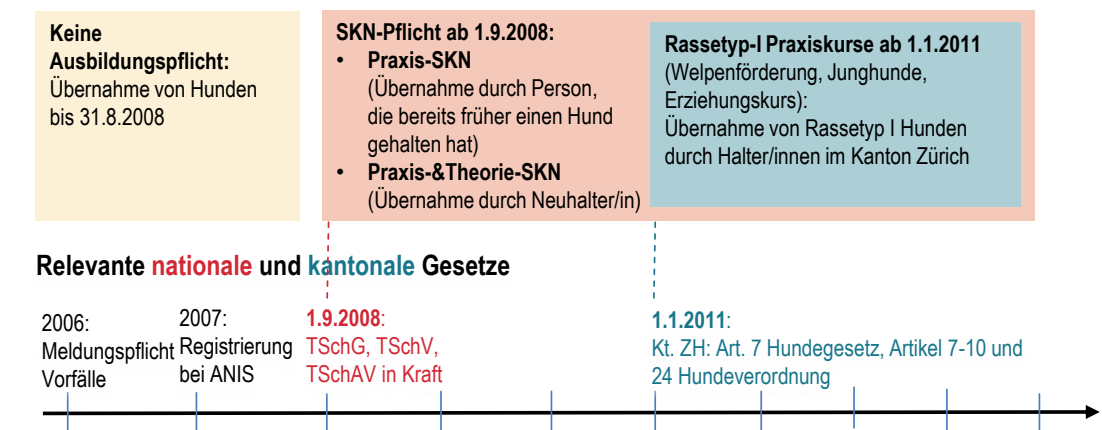 Keine
Ausbildungspflicht:
Übernahme von Hunden
bis 31.8.2008
SKN-Pflicht ab 1.9.2008:
• Praxis-SKN
(Übernahme durch Person,
die bereits früher einen Hund
gehalten hat)
• Praxis-&Theorie-SKN
(Übernahme durch Neuhalter/in)
Rassetyp-I Praxiskurse ab 1.1.2011
(Welpenförderung, Junghunde,
Erziehungskurs):
Übernahme von Rassetyp I Hunden
durch Halter/innen im Kanton Zürich
Relevante nationale und kantonale Gesetze
2006:
Meldungspflicht
Vorfälle
2007:
Registrierung
bei ANIS
1.9.2008:
TSchG, TSchV,
TSchAV in Kraft
1.1.2011:
Kt. ZH: Art. 7 Hundegesetz, Artikel 7-10 und
24 Hundeverordnung